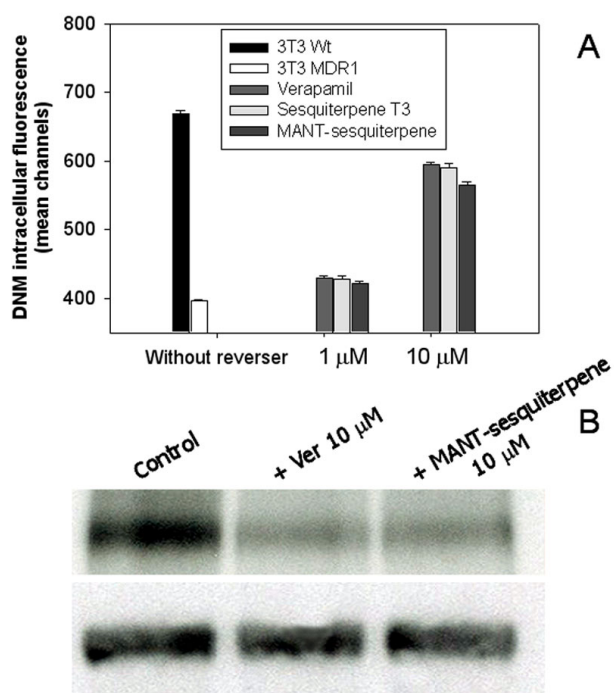 A
DNM intracellular fluorescence
(mean channels)
800
700
600
500
400
3T3 Wt
3T3 MDR1
Verapamil
Sesquiterpene T3
MANT-sesquiterpene
Without reverser
1 μM
10 μM
B
Control
+ Ver 10 μM
+ MANT-sesquiterpene
10 μM